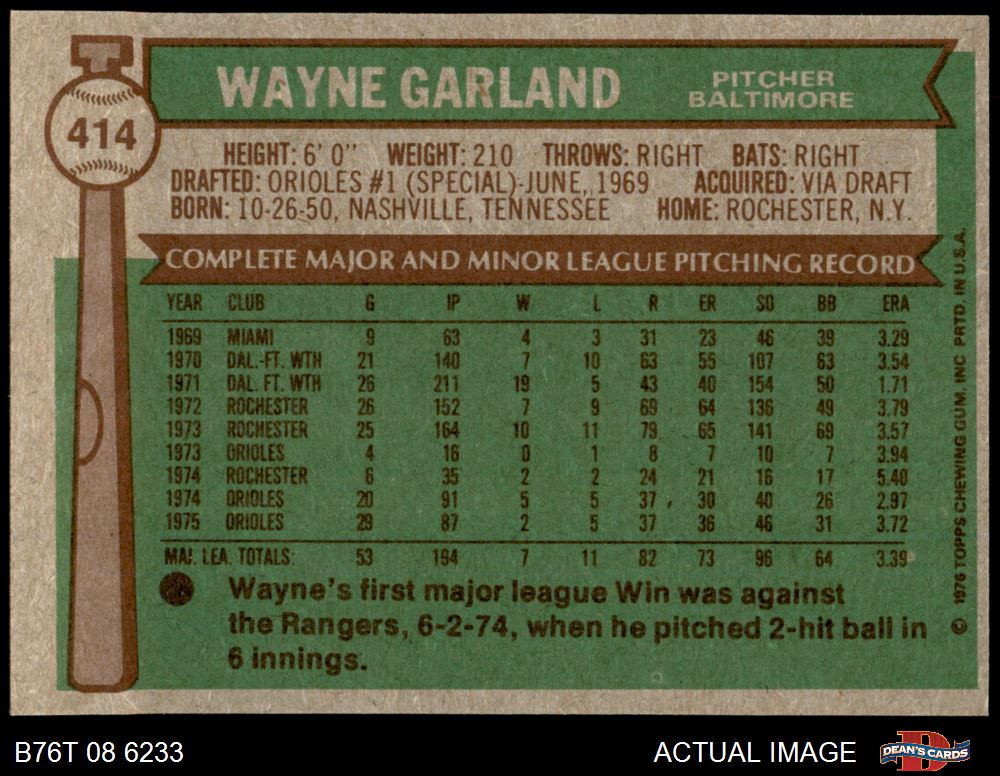 414
WAYNE GARLAND
PITCHER
BALTIMORE
HEIGHT: 6' 0" WEIGHT: 210 THROWS: RIGHT BATS: RIGHT
DRAFTED: ORIOLES #1 (SPECIAL)-JUNE, 1969 ACQUIRED: VIA DRAFT
BORN: 10-26-50, NASHVILLE, TENNESSEE HOME: ROCHESTER, N.Y.
COMPLETE MAJOR AND MINOR LEAGUE PITCHING RECORD
YEAR CLUB G IP W L R ER SO BB ERA
1969 MIAMI 9 63 4 3 31 23 46 39 3.29
1970 DAL.-FT. WTH 21 140 7 10 63 55 107 63 3.54
1971 DAL. FT. WTH 26 211 19 5 43 40 154 50 1.71
1972 ROCHESTER 26 152 7 9 69 64 136 49 3.79
1973 ROCHESTER 25 164 10 11 79 65 141 69 3.57
1973 ORIOLES 4 16 0 1 8 7 10 7 3.94
1974 ROCHESTER 6 35 2 2 24 21 16 17 5.40
1974 ORIOLES 20 91 5 5 37 30 40 26 2.97
1975 ORIOLES 29 87 2 5 37 36 46 31 3.72
MAJ. LEA. TOTALS: 53 194 7 11 82 73 96 64 3.39
Wayne's first major league Win was against
the Rangers, 6-2-74, when he pitched 2-hit ball in
6 innings.
© 1976 TOPPS CHEWING GUM, INC PRTD. IN U.S.A.
B76T 08 6233
ACTUAL IMAGE
D
DEAN'S CARDS